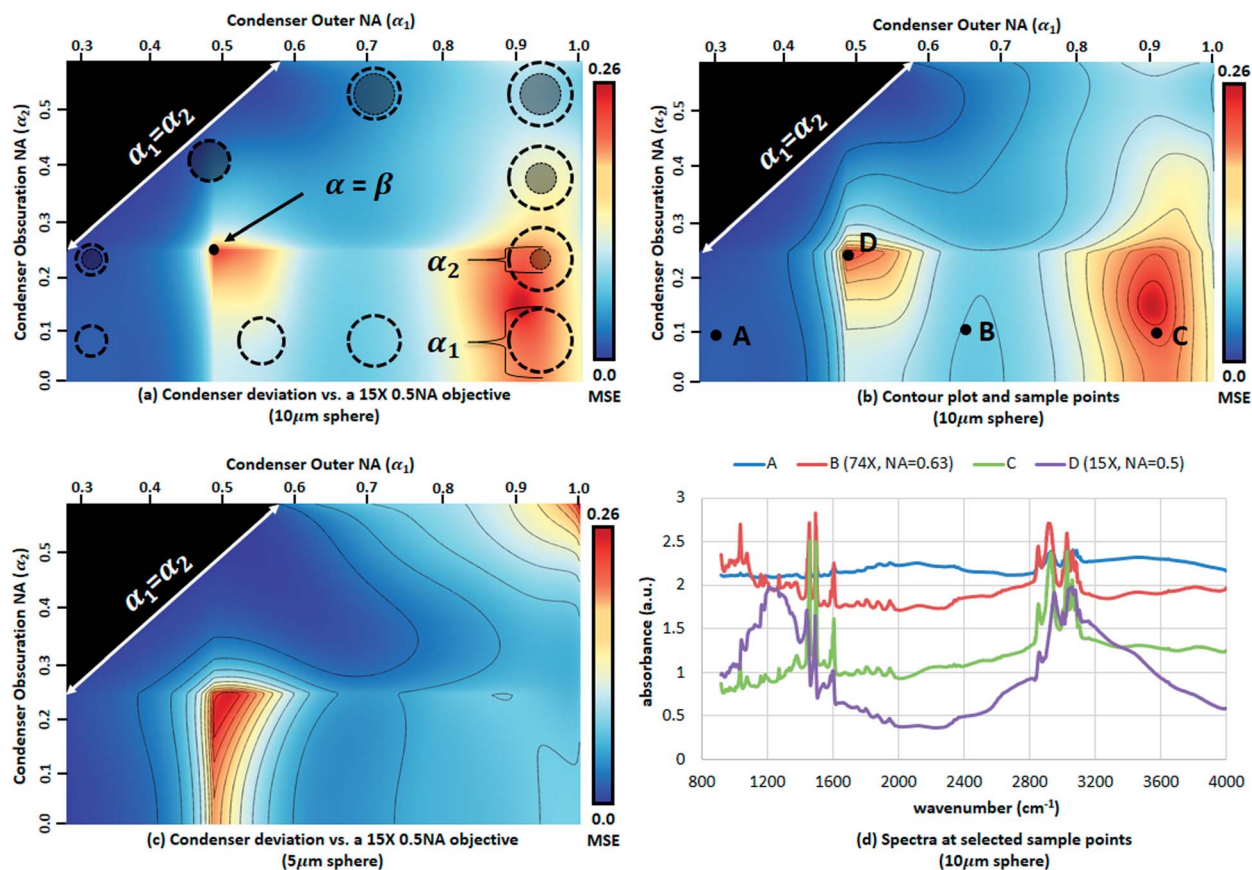 Condenser Outer NA (α₁)
0.3 0.4 0.5 0.6 0.7 0.8 0.9 1.0
Condenser Obscuration NA (α₂)
0.5
0.4
0.3
0.2
0.1
0.0
α₁=α₂
α = β
α₂
α₁
0.26
0.0
MSE
(a) Condenser deviation vs. a 15X 0.5NA objective
(10μm sphere)
Condenser Outer NA (α₁)
0.3 0.4 0.5 0.6 0.7 0.8 0.9 1.0
Condenser Obscuration NA (α₂)
0.5
0.4
0.3
0.2
0.1
0.0
α₁=α₂
D
B
A
C
0.26
0.0
MSE
(b) Contour plot and sample points
(10μm sphere)
Condenser Outer NA (α₁)
0.3 0.4 0.5 0.6 0.7 0.8 0.9 1.0
Condenser Obscuration NA (α₂)
0.5
0.4
0.3
0.2
0.1
0.0
α₁=α₂
0.26
0.0
MSE
(c) Condenser deviation vs. a 15X 0.5NA objective
(5μm sphere)
A B (74X, NA=0.63) C D (15X, NA=0.5)
absorbance (a.u.)
3
2.5
2
1.5
1
0.5
0
800 1200 1600 2000 2400 2800 3200 3600 4000
wavenumber (cm⁻¹)
(d) Spectra at selected sample points
(10μm sphere)